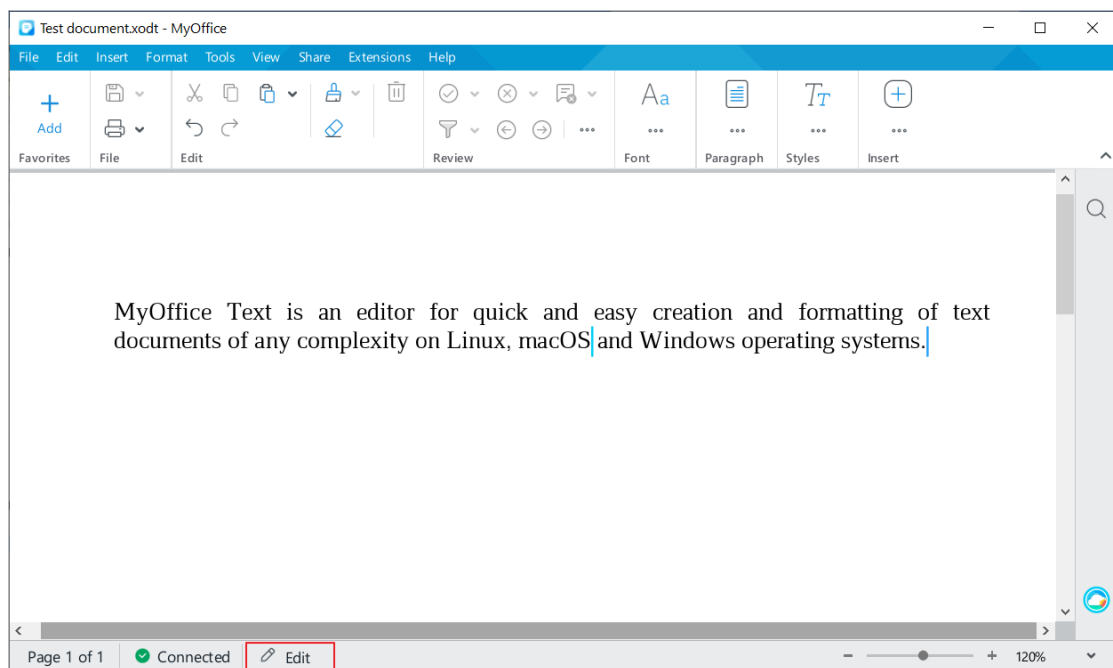 Test document.xodt - MyOffice
File Edit Insert Format Tools View Share Extensions Help
Add
Favorites File Edit Review Font Paragraph Styles Insert
MyOffice Text is an editor for quick and easy creation and formatting of text
documents of any complexity on Linux, macOS and Windows operating systems.
Page 1 of 1 Connected Edit 120%